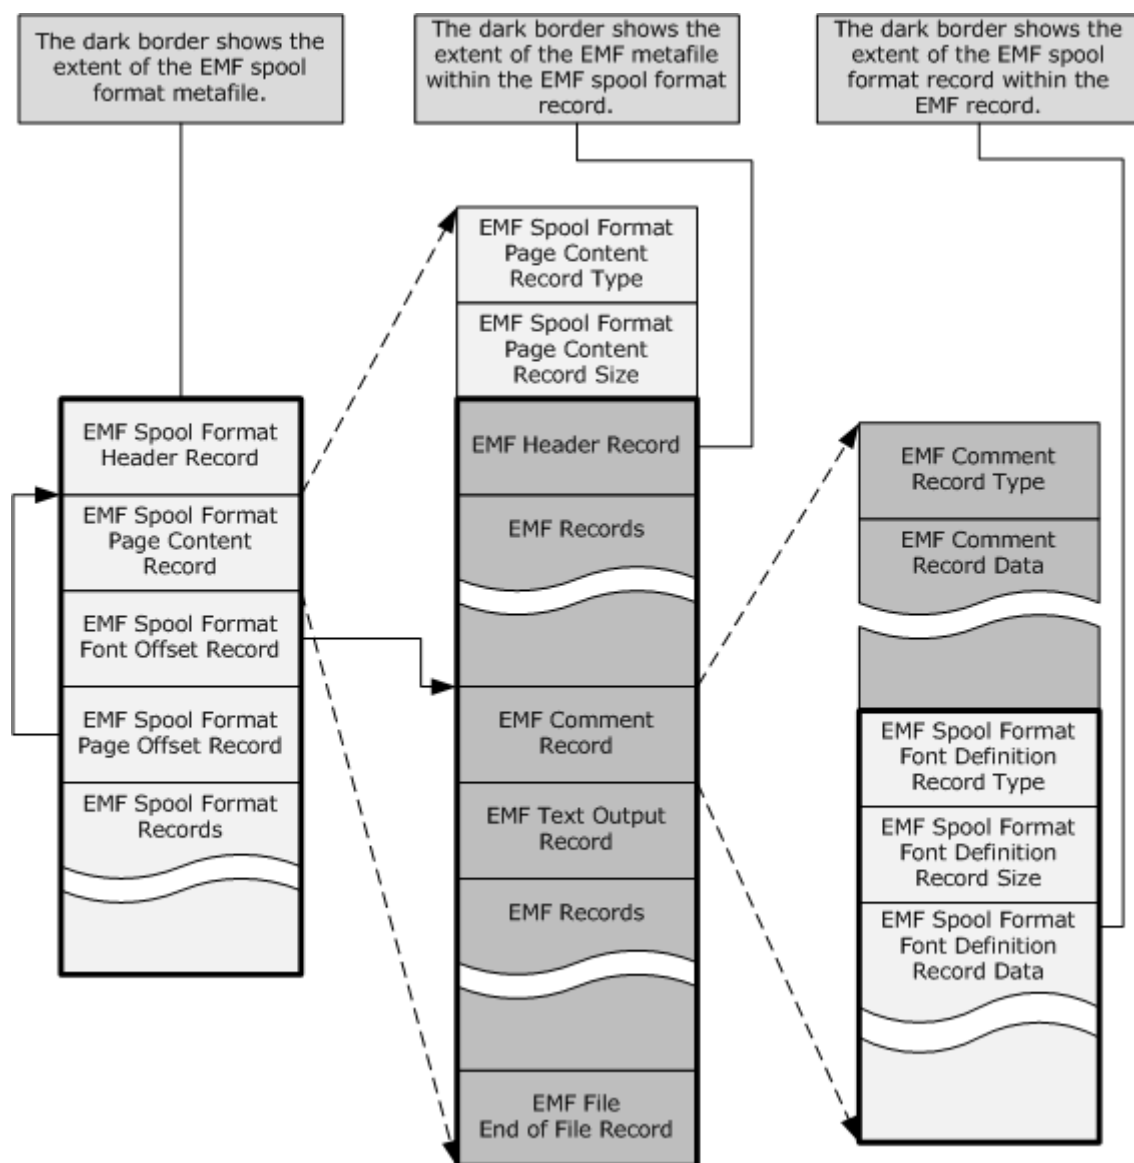 The dark border shows the
extent of the EMF spool
format metafile.
The dark border shows the
extent of the EMF metafile
within the EMF spool format
record.
The dark border shows the
extent of the EMF spool
format record within the
EMF record.
EMF Spool Format
Header Record
EMF Spool Format
Page Content
Record
EMF Spool Format
Font Offset Record
EMF Spool Format
Page Offset Record
EMF Spool Format
Records
EMF Spool Format
Page Content
Record Type
EMF Spool Format
Page Content
Record Size
EMF Header Record
EMF Records
EMF Comment
Record
EMF Text Output
Record
EMF Records
EMF File
End of File Record
EMF Comment
Record Type
EMF Comment
Record Data
EMF Spool Format
Font Definition
Record Type
EMF Spool Format
Font Definition
Record Size
EMF Spool Format
Font Definition
Record Data